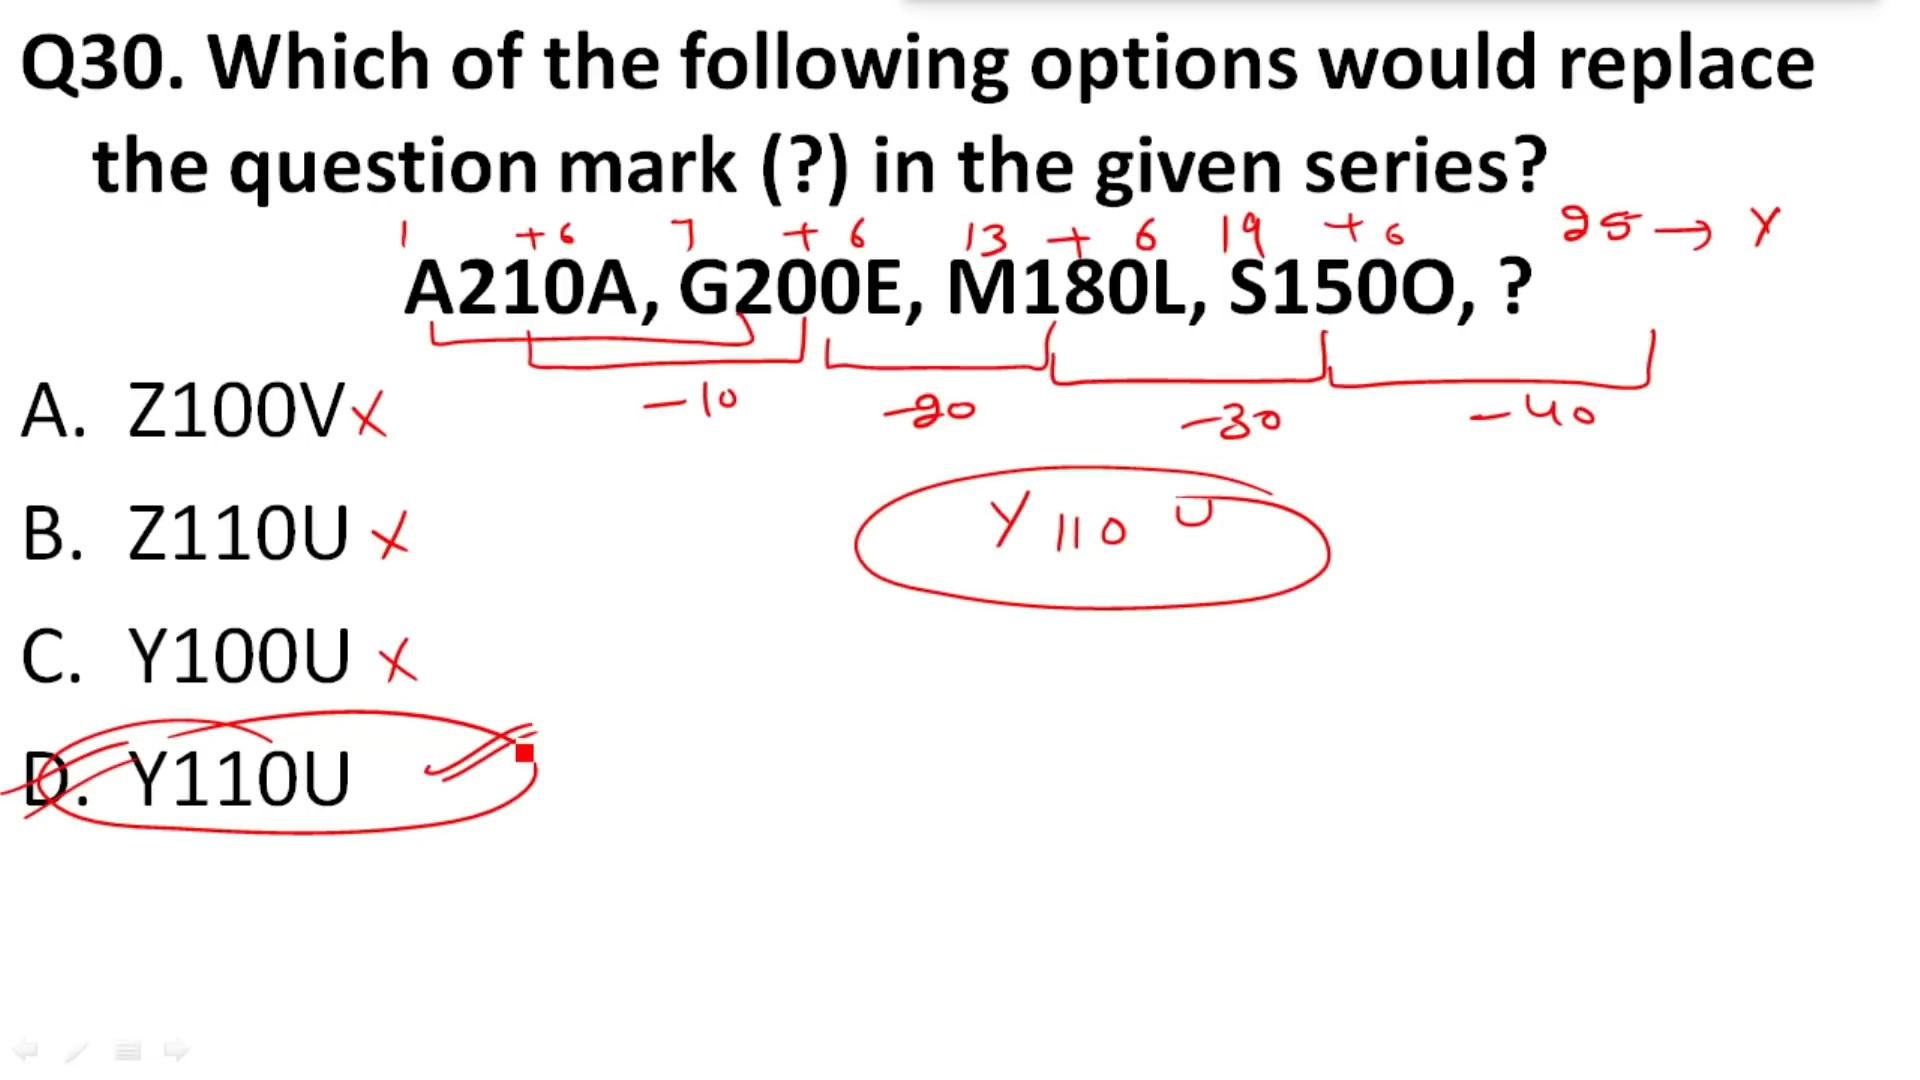 Q30. Which of the following options would replace
the question mark (?) in the given series?
1 +6 7 + 6 13 + 6 19 + 6 25 → Y
A210A, G200E, M180L, S150O, ?
A. Z100V x
-10 -20 -30 -40
Y 110 U
B. Z110U x
C. Y100U x
D. Y110U